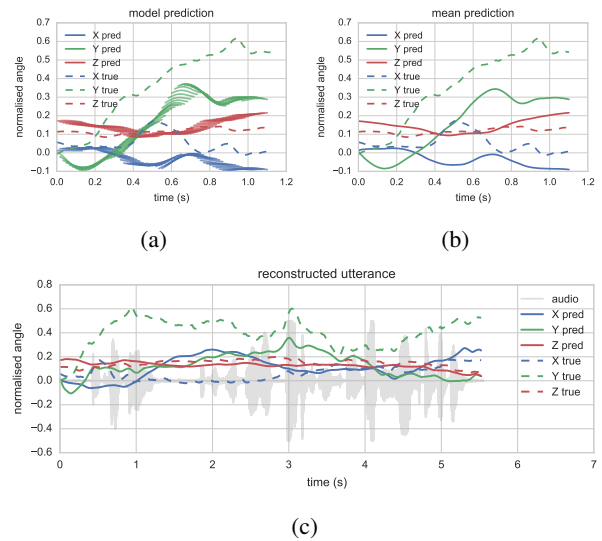 model prediction
0.7
0.6
0.5
0.4
0.3
0.2
0.1
0.0
−0.1
normalised angle
X pred
Y pred
Z pred
X true
Y true
Z true
0.0 0.2 0.4 0.6 0.8 1.0 1.2
time (s)
(a)
mean prediction
0.7
0.6
0.5
0.4
0.3
0.2
0.1
0.0
−0.1
normalised angle
X pred
Y pred
Z pred
X true
Y true
Z true
0.0 0.2 0.4 0.6 0.8 1.0 1.2
time (s)
(b)
reconstructed utterance
0.8
0.6
0.4
0.2
0.0
−0.2
−0.4
−0.6
normalised angle
audio
X pred
Y pred
Z pred
X true
Y true
Z true
0 1 2 3 4 5 6 7
time (s)
(c)